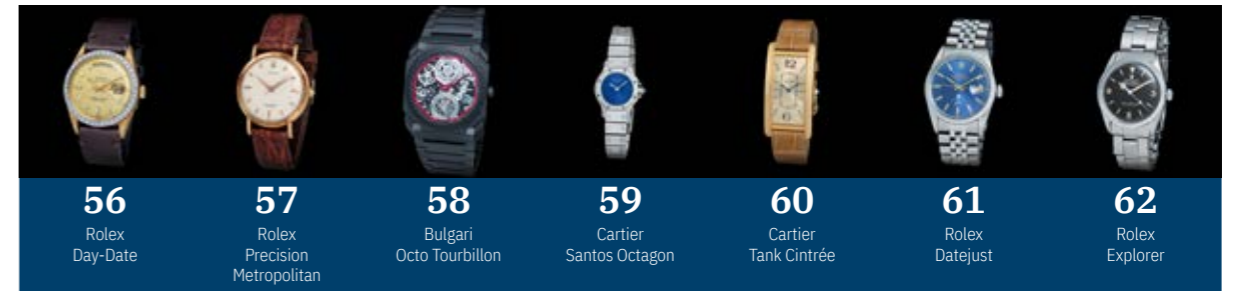 56
Rolex
Day-Date
57
Rolex
Precision
Metropolitan
58
Bulgari
Octo Tourbillon
59
Cartier
Santos Octagon
60
Cartier
Tank Cintrée
61
Rolex
Datejust
62
Rolex
Explorer
12